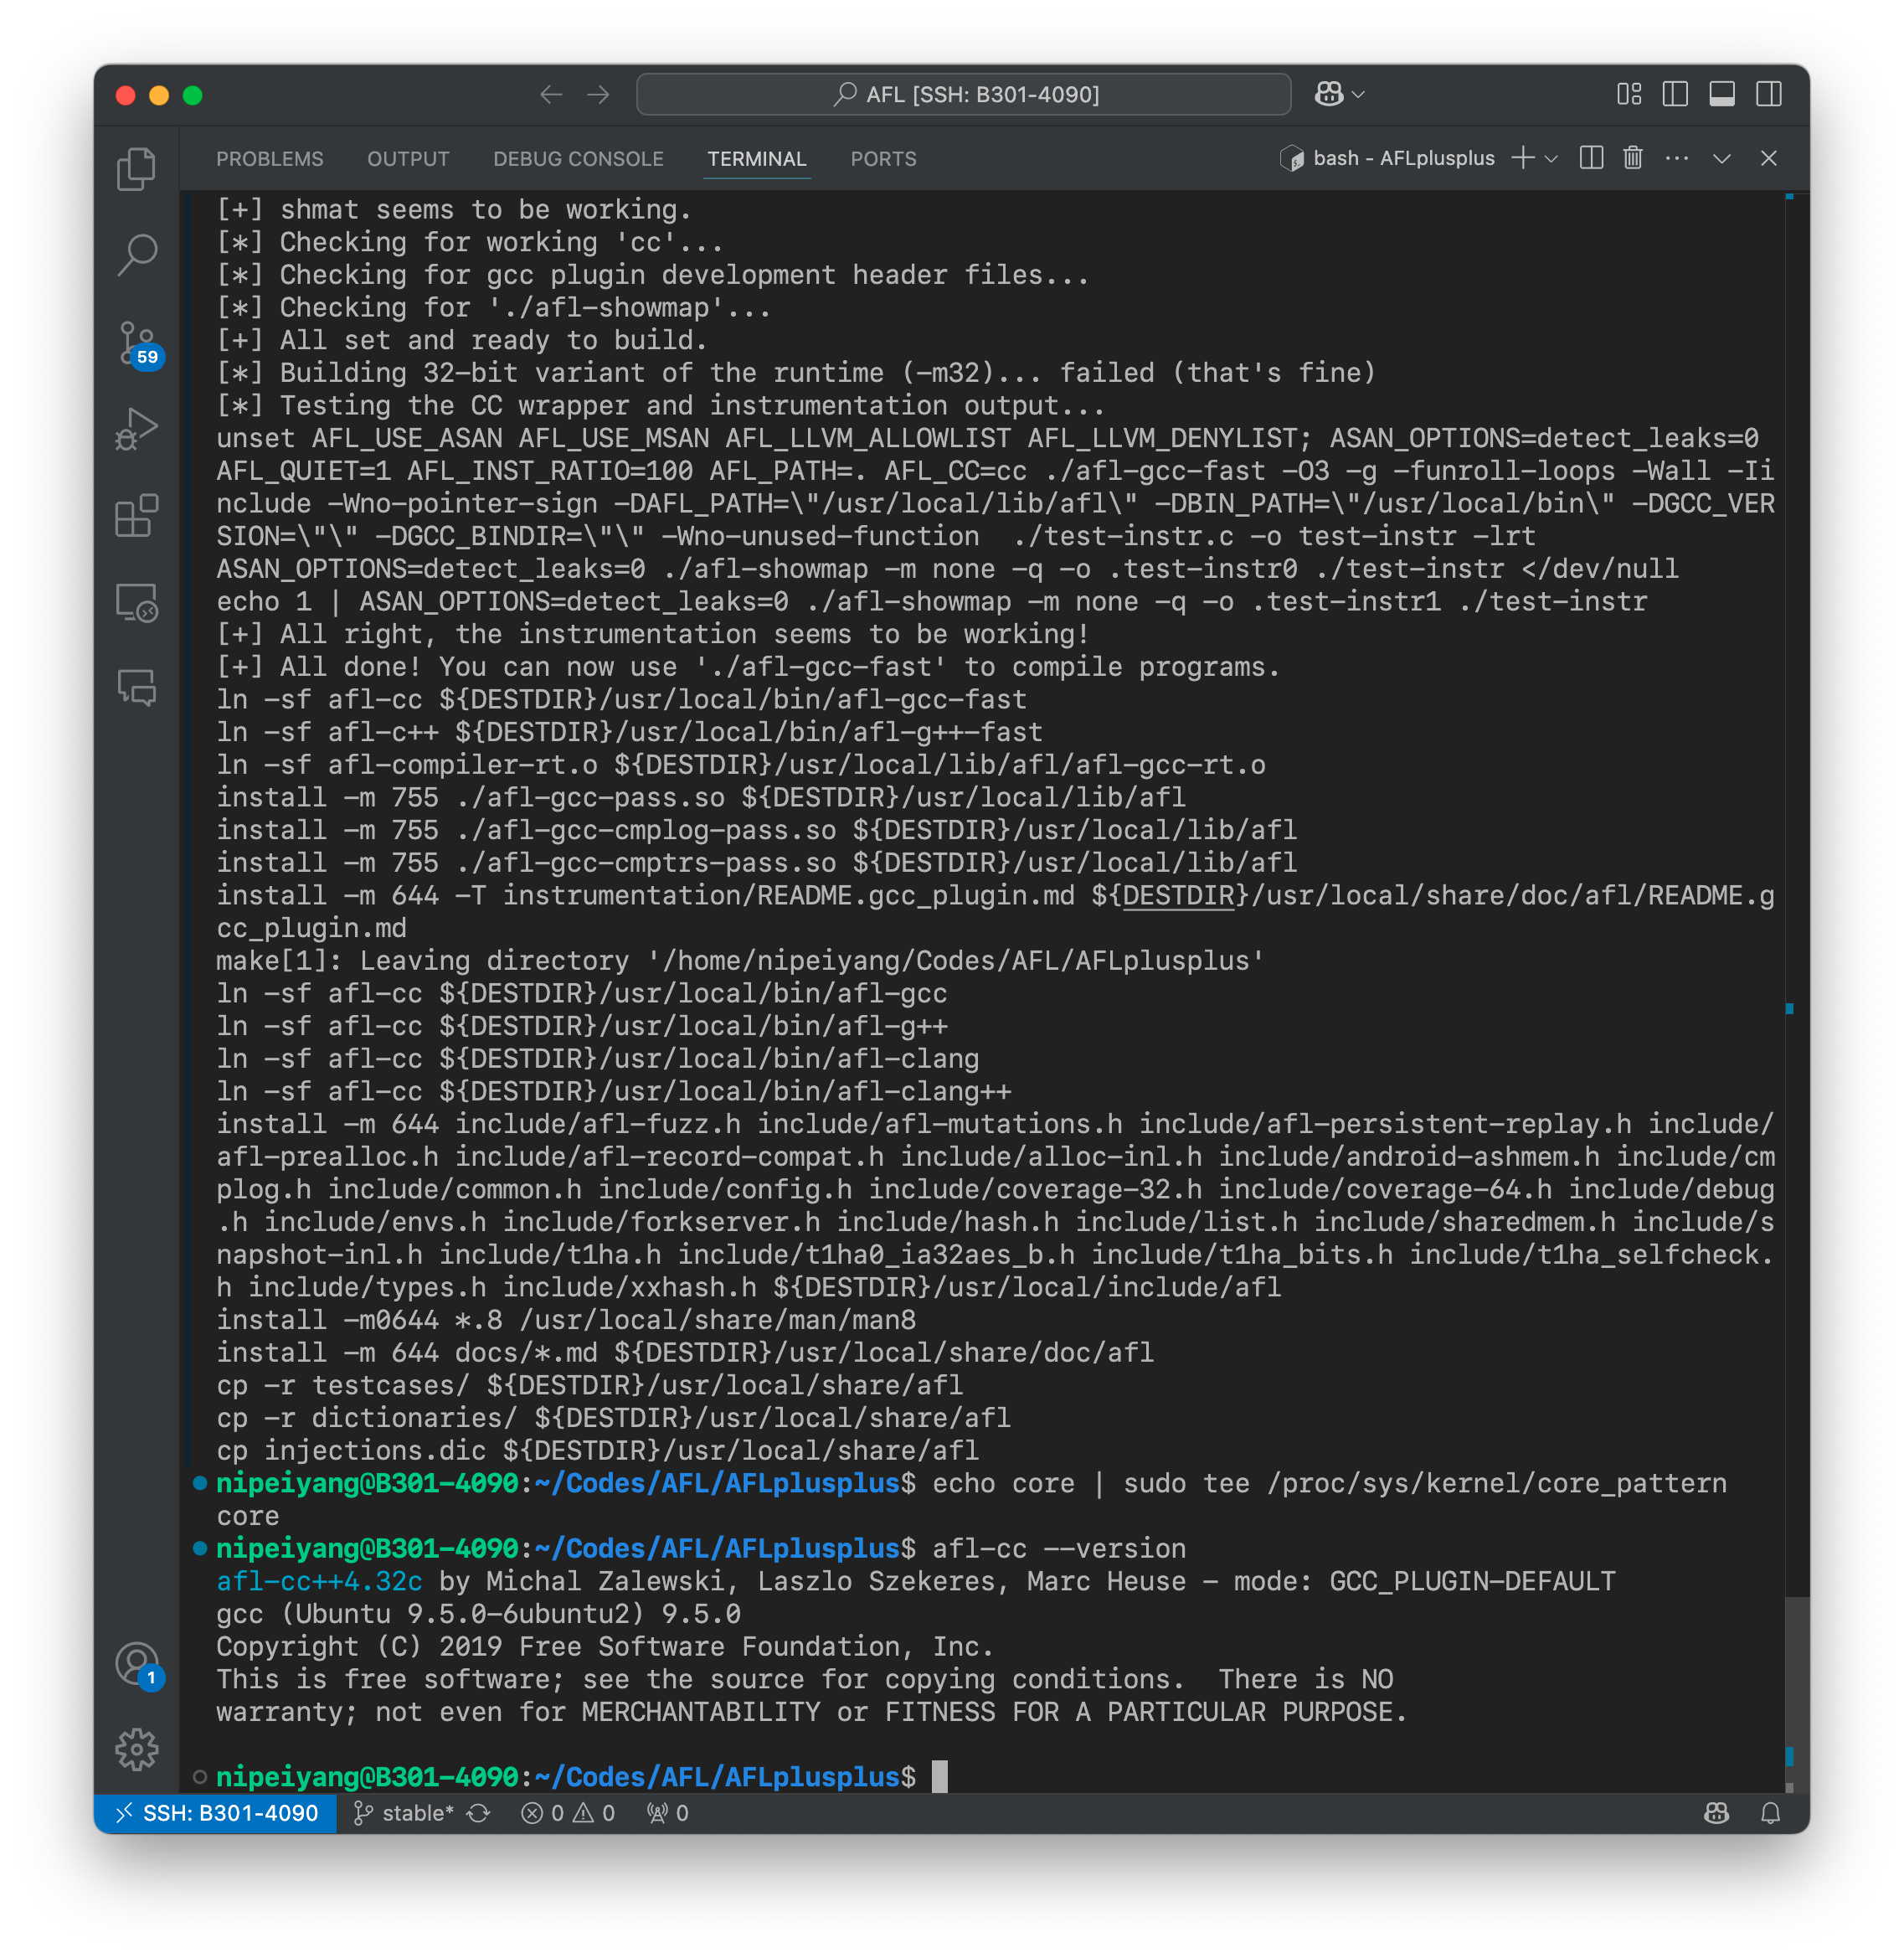 AFL [SSH: B301-4090]
PROBLEMS OUTPUT DEBUG CONSOLE TERMINAL PORTS bash - AFLplusplus
[+] shmat seems to be working.
[*] Checking for working 'cc'...
[*] Checking for gcc plugin development header files...
[*] Checking for './afl-showmap'...
[+] All set and ready to build.
[*] Building 32-bit variant of the runtime (-m32)... failed (that's fine)
[*] Testing the CC wrapper and instrumentation output...
unset AFL_USE_ASAN AFL_USE_MSAN AFL_LLVM_ALLOWLIST AFL_LLVM_DENYLIST; ASAN_OPTIONS=detect_leaks=0
AFL_QUIET=1 AFL_INST_RATIO=100 AFL_PATH=. AFL_CC=cc ./afl-gcc-fast -O3 -g -funroll-loops -Wall -Ii
nclude -Wno-pointer-sign -DAFL_PATH=\"/usr/local/lib/afl\" -DBIN_PATH=\"/usr/local/bin\" -DGCC_VER
SION=\"\" -DGCC_BINDIR=\"\" -Wno-unused-function  ./test-instr.c -o test-instr -lrt
ASAN_OPTIONS=detect_leaks=0 ./afl-showmap -m none -q -o .test-instr0 ./test-instr </dev/null
echo 1 | ASAN_OPTIONS=detect_leaks=0 ./afl-showmap -m none -q -o .test-instr1 ./test-instr
[+] All right, the instrumentation seems to be working!
[+] All done! You can now use './afl-gcc-fast' to compile programs.
ln -sf afl-cc ${DESTDIR}/usr/local/bin/afl-gcc-fast
ln -sf afl-c++ ${DESTDIR}/usr/local/bin/afl-g++-fast
ln -sf afl-compiler-rt.o ${DESTDIR}/usr/local/lib/afl/afl-gcc-rt.o
install -m 755 ./afl-gcc-pass.so ${DESTDIR}/usr/local/lib/afl
install -m 755 ./afl-gcc-cmplog-pass.so ${DESTDIR}/usr/local/lib/afl
install -m 755 ./afl-gcc-cmptrs-pass.so ${DESTDIR}/usr/local/lib/afl
install -m 644 -T instrumentation/README.gcc_plugin.md ${DESTDIR}/usr/local/share/doc/afl/README.g
cc_plugin.md
make[1]: Leaving directory '/home/nipeiyang/Codes/AFL/AFLplusplus'
ln -sf afl-cc ${DESTDIR}/usr/local/bin/afl-gcc
ln -sf afl-cc ${DESTDIR}/usr/local/bin/afl-g++
ln -sf afl-cc ${DESTDIR}/usr/local/bin/afl-clang
ln -sf afl-cc ${DESTDIR}/usr/local/bin/afl-clang++
install -m 644 include/afl-fuzz.h include/afl-mutations.h include/afl-persistent-replay.h include/
afl-prealloc.h include/afl-record-compat.h include/alloc-inl.h include/android-ashmem.h include/cm
plog.h include/common.h include/config.h include/coverage-32.h include/coverage-64.h include/debug
.h include/envs.h include/forkserver.h include/hash.h include/list.h include/sharedmem.h include/s
napshot-inl.h include/t1ha.h include/t1ha0_ia32aes_b.h include/t1ha_bits.h include/t1ha_selfcheck.
h include/types.h include/xxhash.h ${DESTDIR}/usr/local/include/afl
install -m0644 *.8 /usr/local/share/man/man8
install -m 644 docs/*.md ${DESTDIR}/usr/local/share/doc/afl
cp -r testcases/ ${DESTDIR}/usr/local/share/afl
cp -r dictionaries/ ${DESTDIR}/usr/local/share/afl
cp injections.dic ${DESTDIR}/usr/local/share/afl
nipeiyang@B301-4090:~/Codes/AFL/AFLplusplus$ echo core | sudo tee /proc/sys/kernel/core_pattern
core
nipeiyang@B301-4090:~/Codes/AFL/AFLplusplus$ afl-cc --version
afl-cc++4.32c by Michal Zalewski, Laszlo Szekeres, Marc Heuse - mode: GCC_PLUGIN-DEFAULT
gcc (Ubuntu 9.5.0-6ubuntu2) 9.5.0
Copyright (C) 2019 Free Software Foundation, Inc.
This is free software; see the source for copying conditions.  There is NO
warranty; not even for MERCHANTABILITY or FITNESS FOR A PARTICULAR PURPOSE.
nipeiyang@B301-4090:~/Codes/AFL/AFLplusplus$
59
1
SSH: B301-4090 stable* 0 0 0